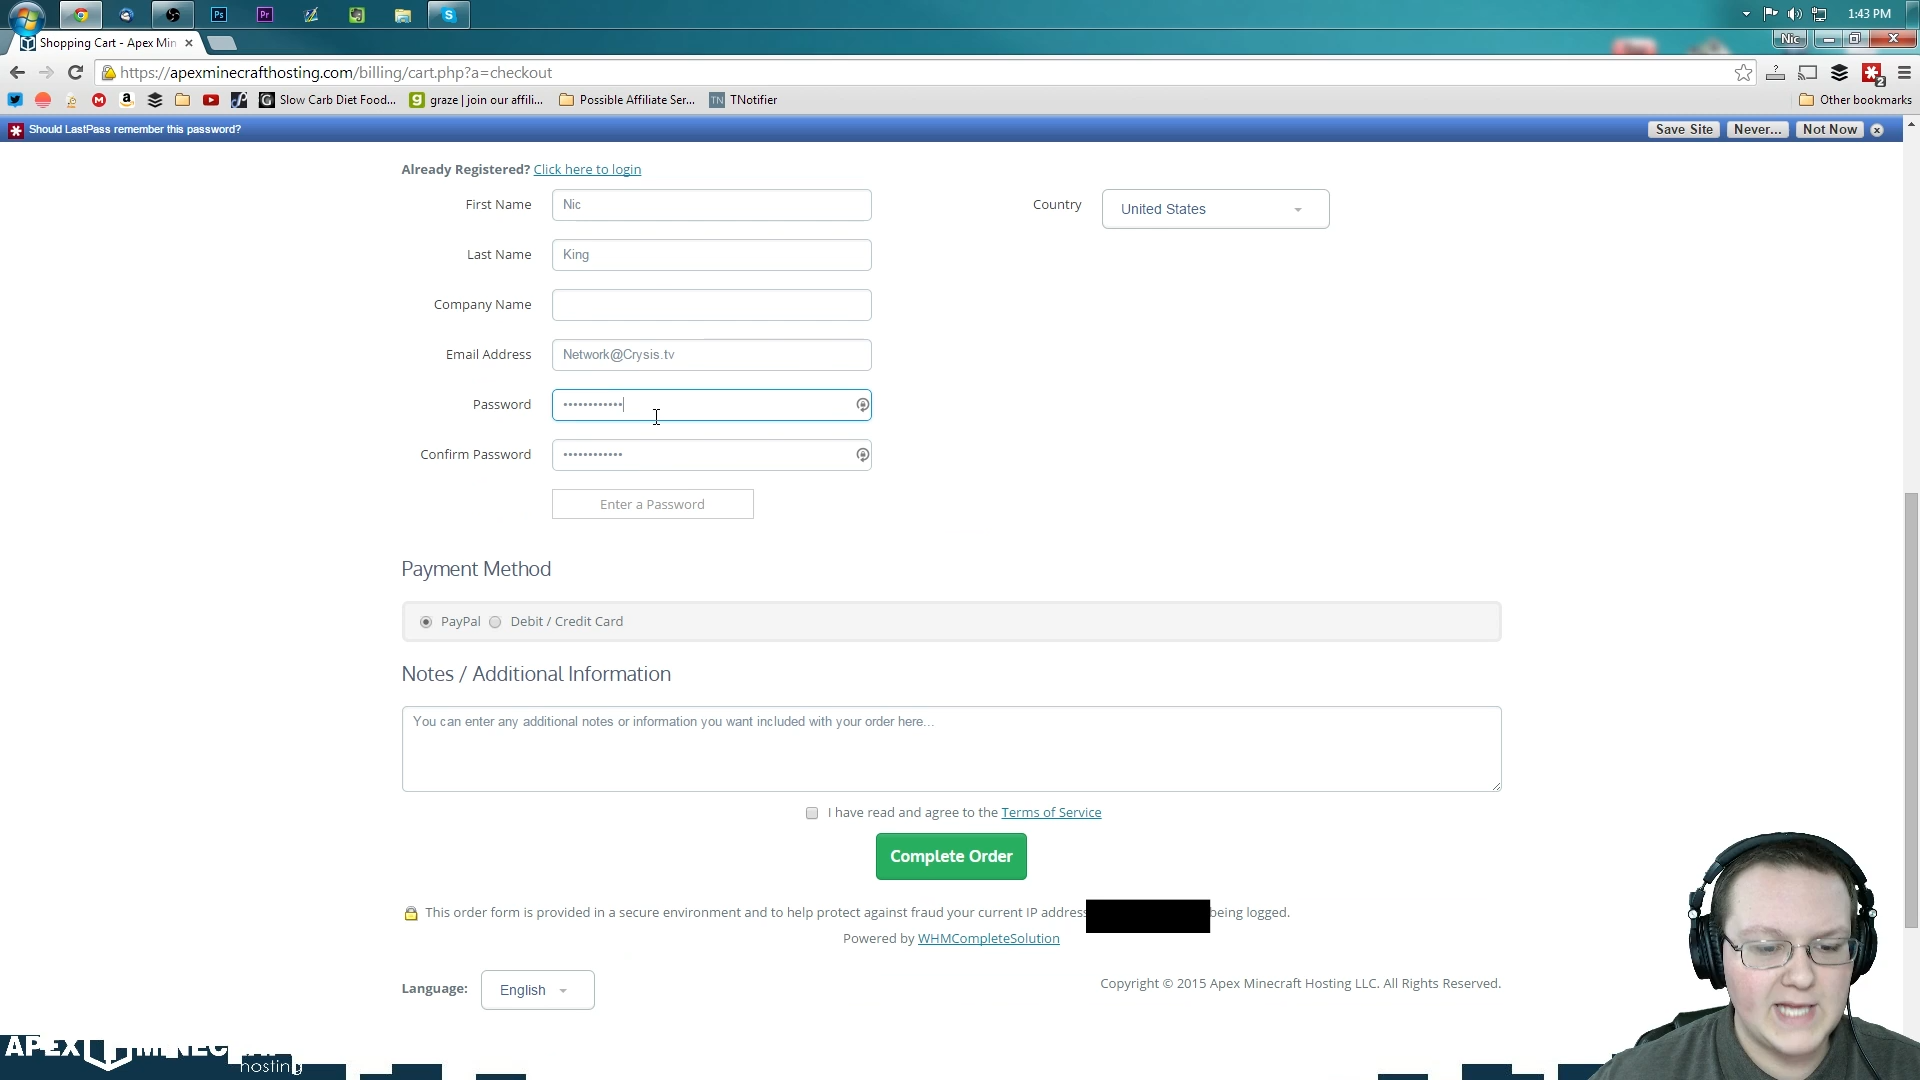 Ps
Pr
S
1:43 PM
Shopping Cart - Apex Min
Nic
https://apexminecrafthosting.com/billing/cart.php?a=checkout
2
Slow Carb Diet Food...
graze | join our affili...
Possible Affiliate Ser...
TN
TNotifier
Other bookmarks
Should LastPass remember this password?
Save Site
Never...
Not Now
Already Registered? Click here to login
First Name
Nic
Country
United States
Last Name
King
Company Name
Email Address
Network@Crysis.tv
Password
••••••••••••
Confirm Password
••••••••••••
Enter a Password
Payment Method
PayPal
Debit / Credit Card
Notes / Additional Information
You can enter any additional notes or information you want included with your order here...
I have read and agree to the Terms of Service
Complete Order
This order form is provided in a secure environment and to help protect against fraud your current IP address being logged.
Powered by WHMCompleteSolution
Language:
English
Copyright © 2015 Apex Minecraft Hosting LLC. All Rights Reserved.
APEX MINECRAFT
hosting